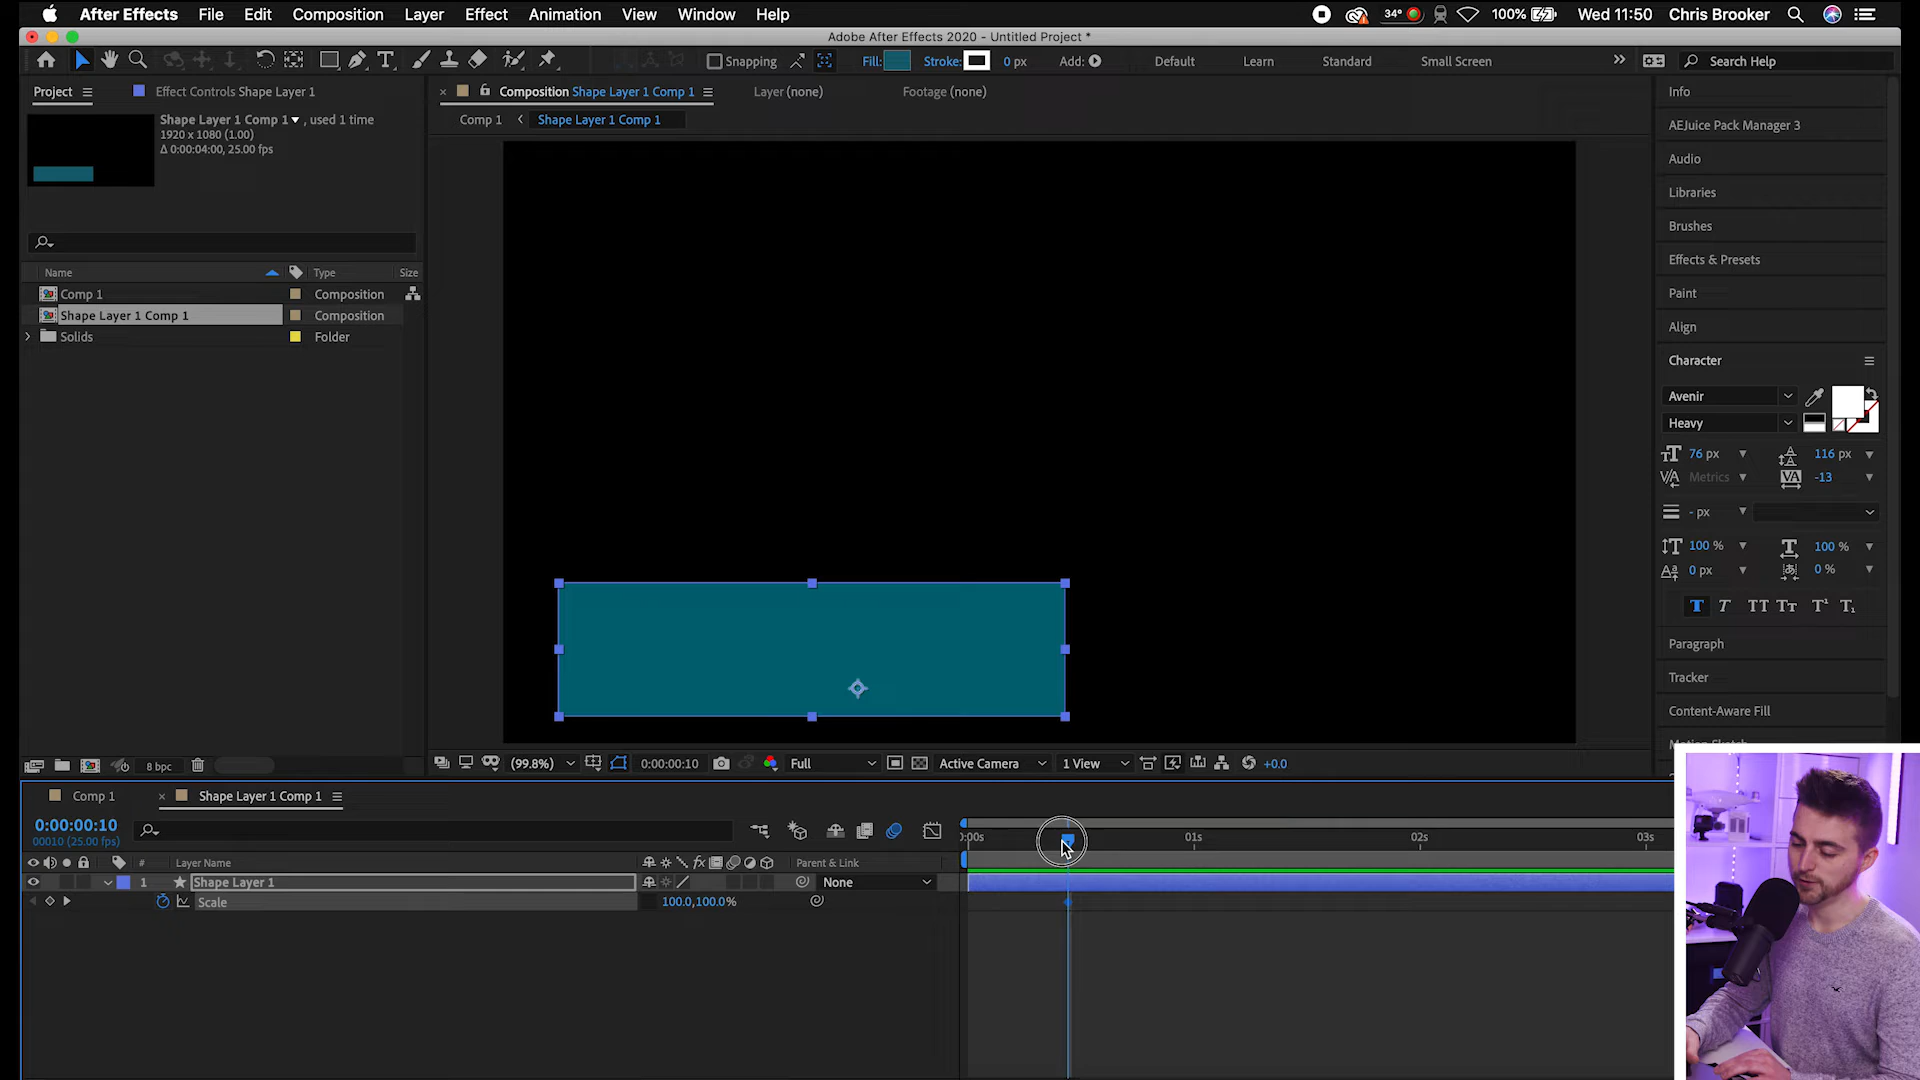 After Effects File Edit Composition Layer Effect Animation View Window Help 34° 100% Wed 11:50 Chris Brooker
Adobe After Effects 2020 - Untitled Project *
Snapping Fill: Stroke: 0 px Add: Default Learn Standard Small Screen Search Help
Project Effect Controls Shape Layer 1
Composition Shape Layer 1 Comp 1 Layer (none) Footage (none)
Comp 1 Shape Layer 1 Comp 1
Shape Layer 1 Comp 1 , used 1 time
1920 x 1080 (1.00)
Δ 0:00:04:00, 25.00 fps
Name Type Size
Comp 1 Composition
Shape Layer 1 Comp 1 Composition
Solids Folder
8 bpc
(99.8%) 0:00:00:10 Full Active Camera 1 View +0.0
Info
AEJuice Pack Manager 3
Audio
Libraries
Brushes
Effects & Presets
Paint
Align
Character
Avenir
Heavy
76 px 116 px
Metrics -13
- px
100 % 100 %
0 px 0 %
T T TT Tt T¹ T₁
Paragraph
Tracker
Content-Aware Fill
Comp 1 Shape Layer 1 Comp 1
0:00:00:10
00010 (25.00 fps)
:00s 01s 02s 03s
# Layer Name fx Parent & Link
1 Shape Layer 1 None
Scale 100.0,100.0%